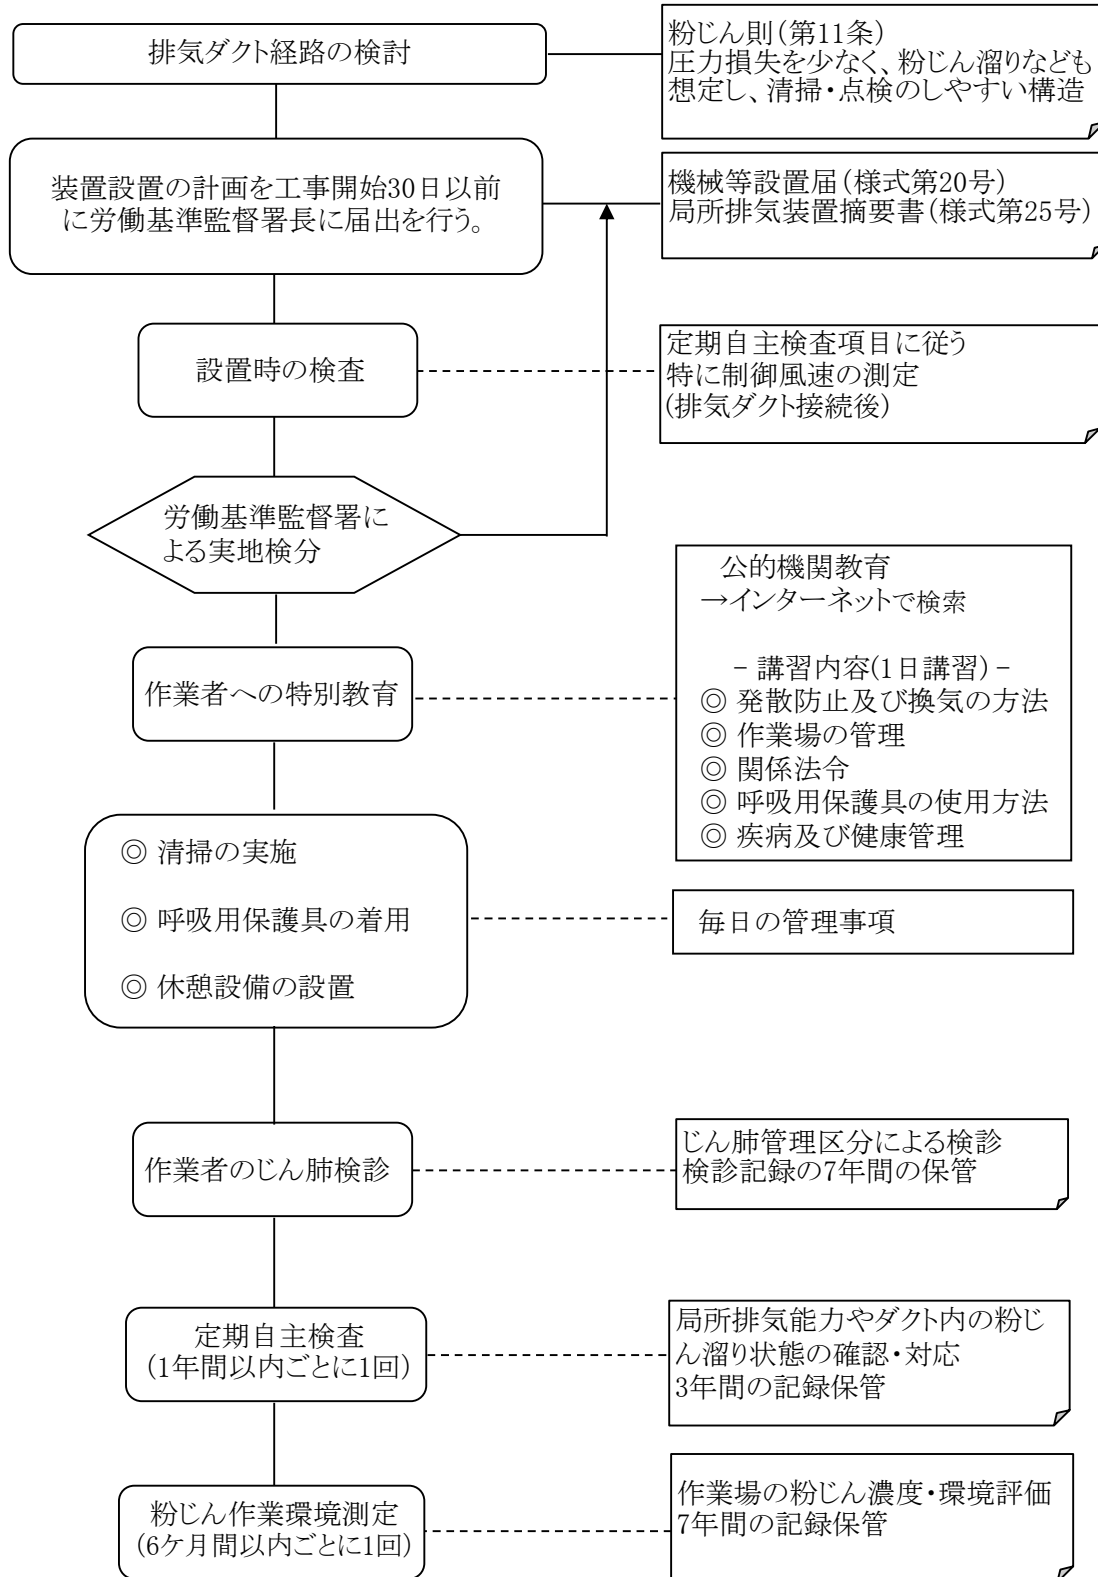 排気ダクト経路の検討
粉じん則(第11条)
圧力損失を少なく、粉じん溜りなども
想定し、清掃・点検のしやすい構造
装置設置の計画を工事開始30日以前
に労働基準監督署長に届出を行う。
機械等設置届(様式第20号)
局所排気装置摘要書(様式第25号)
設置時の検査
定期自主検査項目に従う
特に制御風速の測定
(排気ダクト接続後)
労働基準監督署に
よる実地検分
公的機関教育
→インターネットで検索
－講習内容(1日講習)－
◎ 発散防止及び換気の方法
◎ 作業場の管理
◎ 関係法令
◎ 呼吸用保護具の使用方法
◎ 疾病及び健康管理
作業者への特別教育
◎ 清掃の実施
◎ 呼吸用保護具の着用
◎ 休憩設備の設置
毎日の管理事項
作業者のじん肺検診
じん肺管理区分による検診
検診記録の7年間の保管
定期自主検査
(1年間以内ごとに1回)
局所排気能力やダクト内の粉じ
ん溜り状態の確認・対応
3年間の記録保管
粉じん作業環境測定
(6ケ月間以内ごとに1回)
作業場の粉じん濃度・環境評価
7年間の記録保管